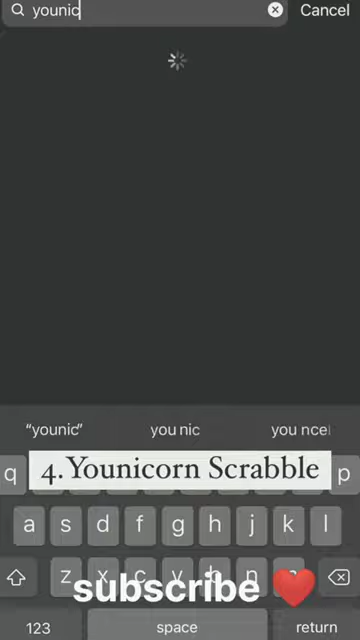 younic
Cancel
"younic" you nic you ncei
q p
4. Younicorn Scrabble
a s d f g h j k l
z x c v b n
subscribe ❤️
123 space return